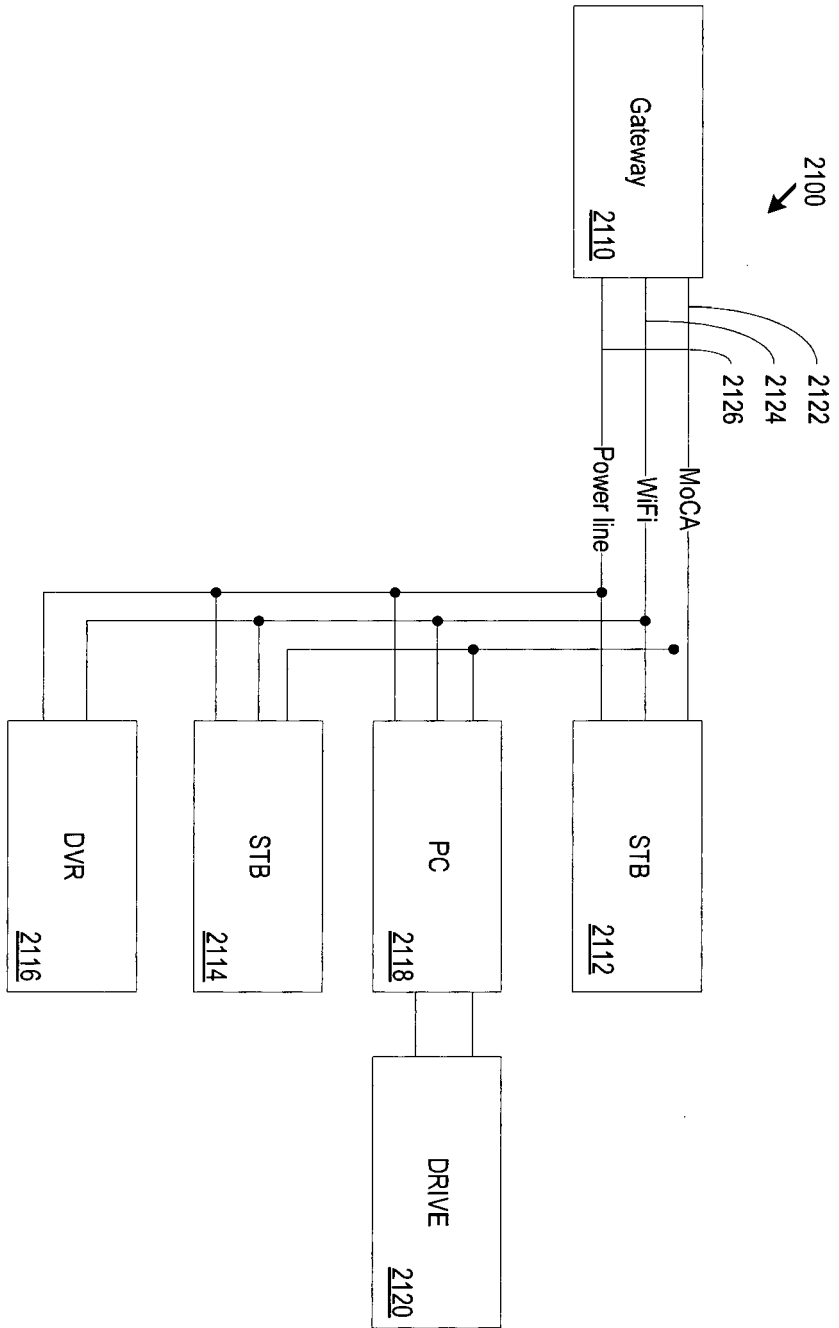 2100
Gateway
2110
2122
2124
2126
MoCA
WiFi
Power line
STB
2112
PC
2118
DRIVE
2120
STB
2114
DVR
2116